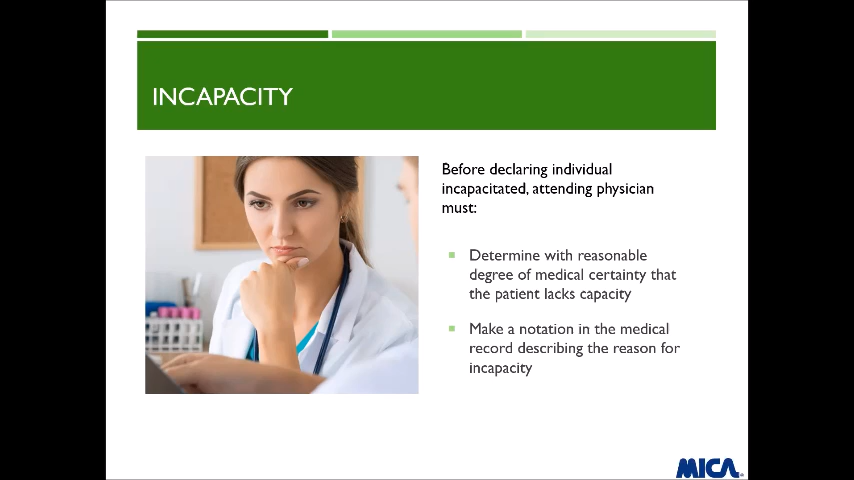 INCAPACITY
Before declaring individual
incapacitated, attending physician
must:
Determine with reasonable
degree of medical certainty that
the patient lacks capacity
Make a notation in the medical
record describing the reason for
incapacity
MICA